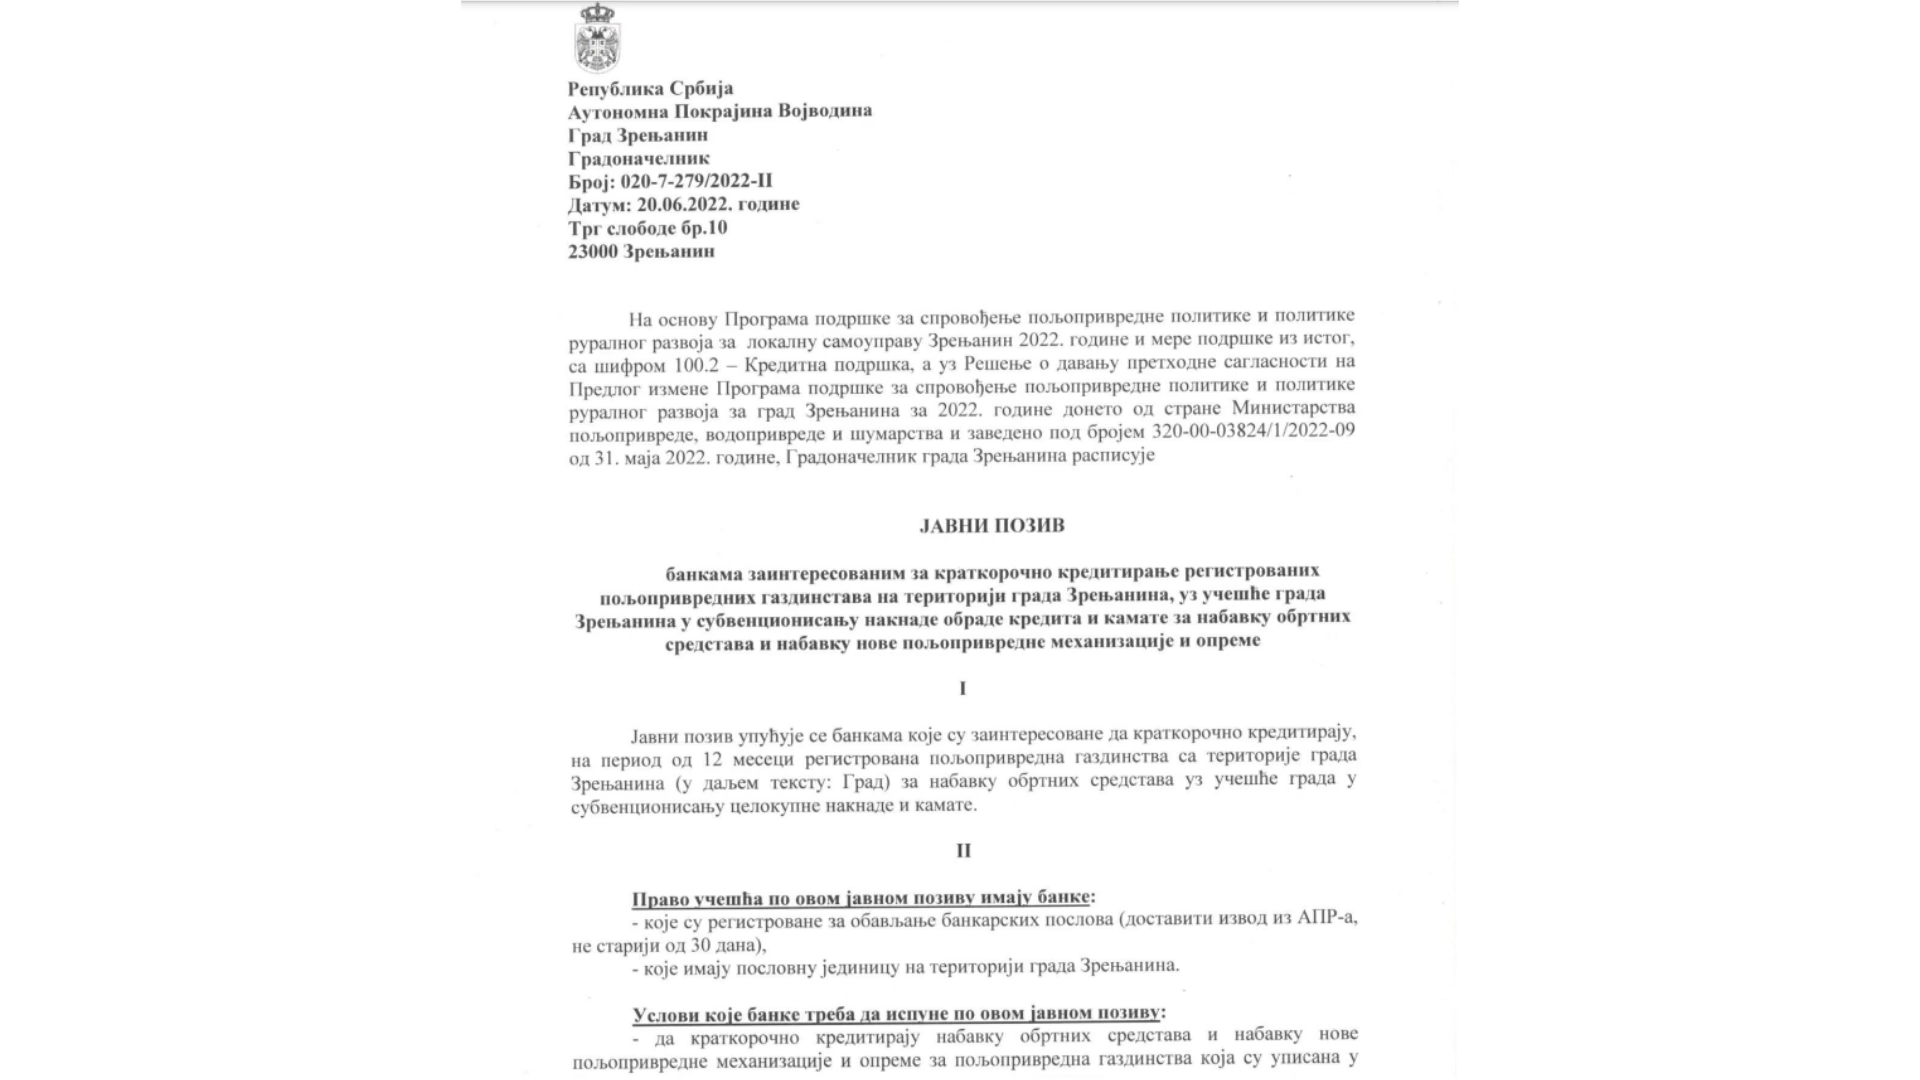 Република Србија
Аутономна Покрајина Војводина
Град Зрењанин
Градоначелник
Број: 020-7-279/2022-II
Датум: 20.06.2022. године
Трг слободе бр.10
23000 Зрењанин
На основу Програма подршке за спровођење пољопривредне политике и политике
руралног развоја за локалну самоуправу Зрењанин 2022. године и мере подршке из истог,
са шифром 100.2 – Кредитна подршка, а уз Решење о давању претходне сагласности на
Предлог измене Програма подршке за спровођење пољопривредне политике и политике
руралног развоја за град Зрењанина за 2022. године донето од стране Министарства
пољопривреде, водопривреде и шумарства и заведено под бројем 320-00-03824/1/2022-09
од 31. маја 2022. године, Градоначелник града Зрењанина расписује
ЈАВНИ ПОЗИВ
банкама заинтересованим за краткорочно кредитирање регистрованих
пољопривредних газдинстава на територији града Зрењанина, уз учешће града
Зрењанина у субвенционисању накнаде обраде кредита и камате за набавку обртних
средстава и набавку нове пољопривредне механизације и опреме
I
Јавни позив упућује се банкама које су заинтересоване да краткорочно кредитирају,
на период од 12 месеци регистрована пољопривредна газдинства са територије града
Зрењанина (у даљем тексту: Град) за набавку обртних средстава уз учешће града у
субвенционисању целокупне накнаде и камате.
II
Право учешћа по овом јавном позиву имају банке:
- које су регистроване за обављање банкарских послова (доставити извод из АПР-а,
не старији од 30 дана),
- које имају пословну јединицу на територији града Зрењанина.
Услови које банке треба да испуне по овом јавном позиву:
- да краткорочно кредитирају набавку обртних средстава и набавку нове
пољопривредне механизације и опреме за пољопривредна газдинства која су уписана у